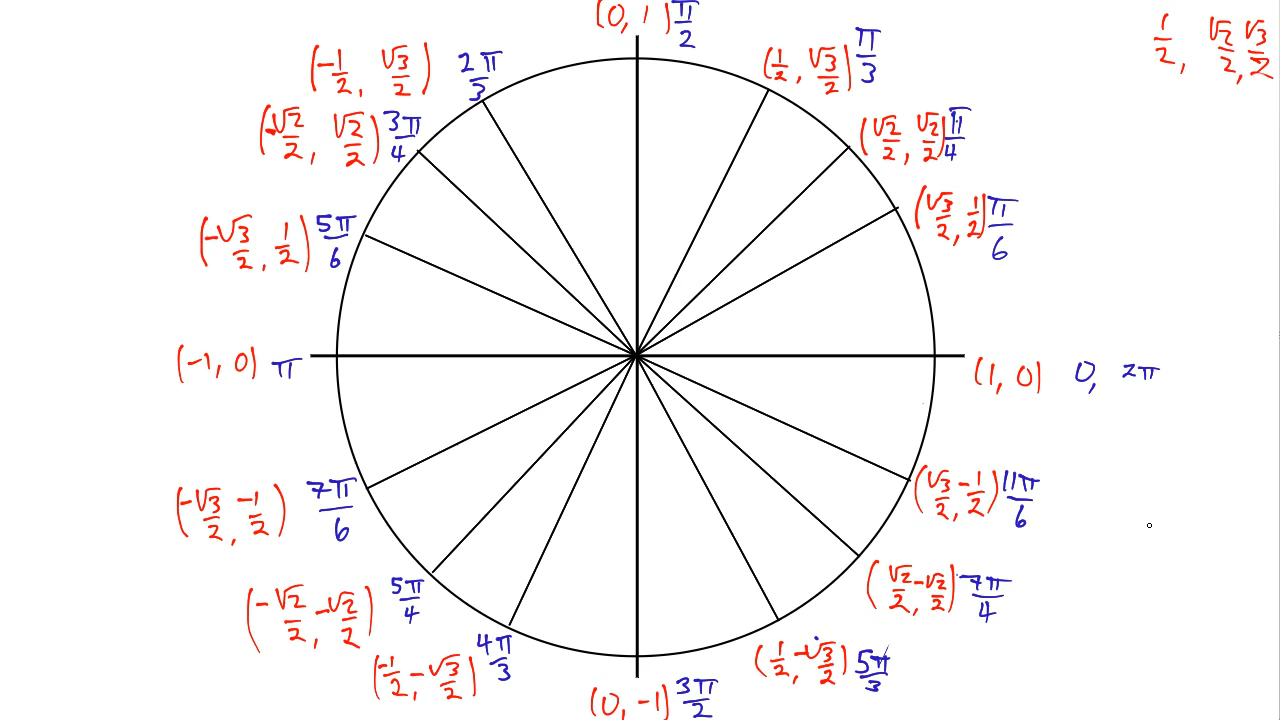 (0, 1) π/2
1/2, √2/2, √3/2
(-1/2, √3/2) 2π/3
(1/2, √3/2) π/3
(-√2/2, √2/2) 3π/4
(√2/2, √2/2) π/4
(-√3/2, 1/2) 5π/6
(√3/2, 1/2) π/6
(-1, 0) π
(1, 0) 0, 2π
(-√3/2, -1/2) 7π/6
(√3/2, -1/2) 11π/6
(-√2/2, -√2/2) 5π/4
(√2/2, -√2/2) 7π/4
(-1/2, -√3/2) 4π/3
(1/2, -√3/2) 5π/3
(0, -1) 3π/2